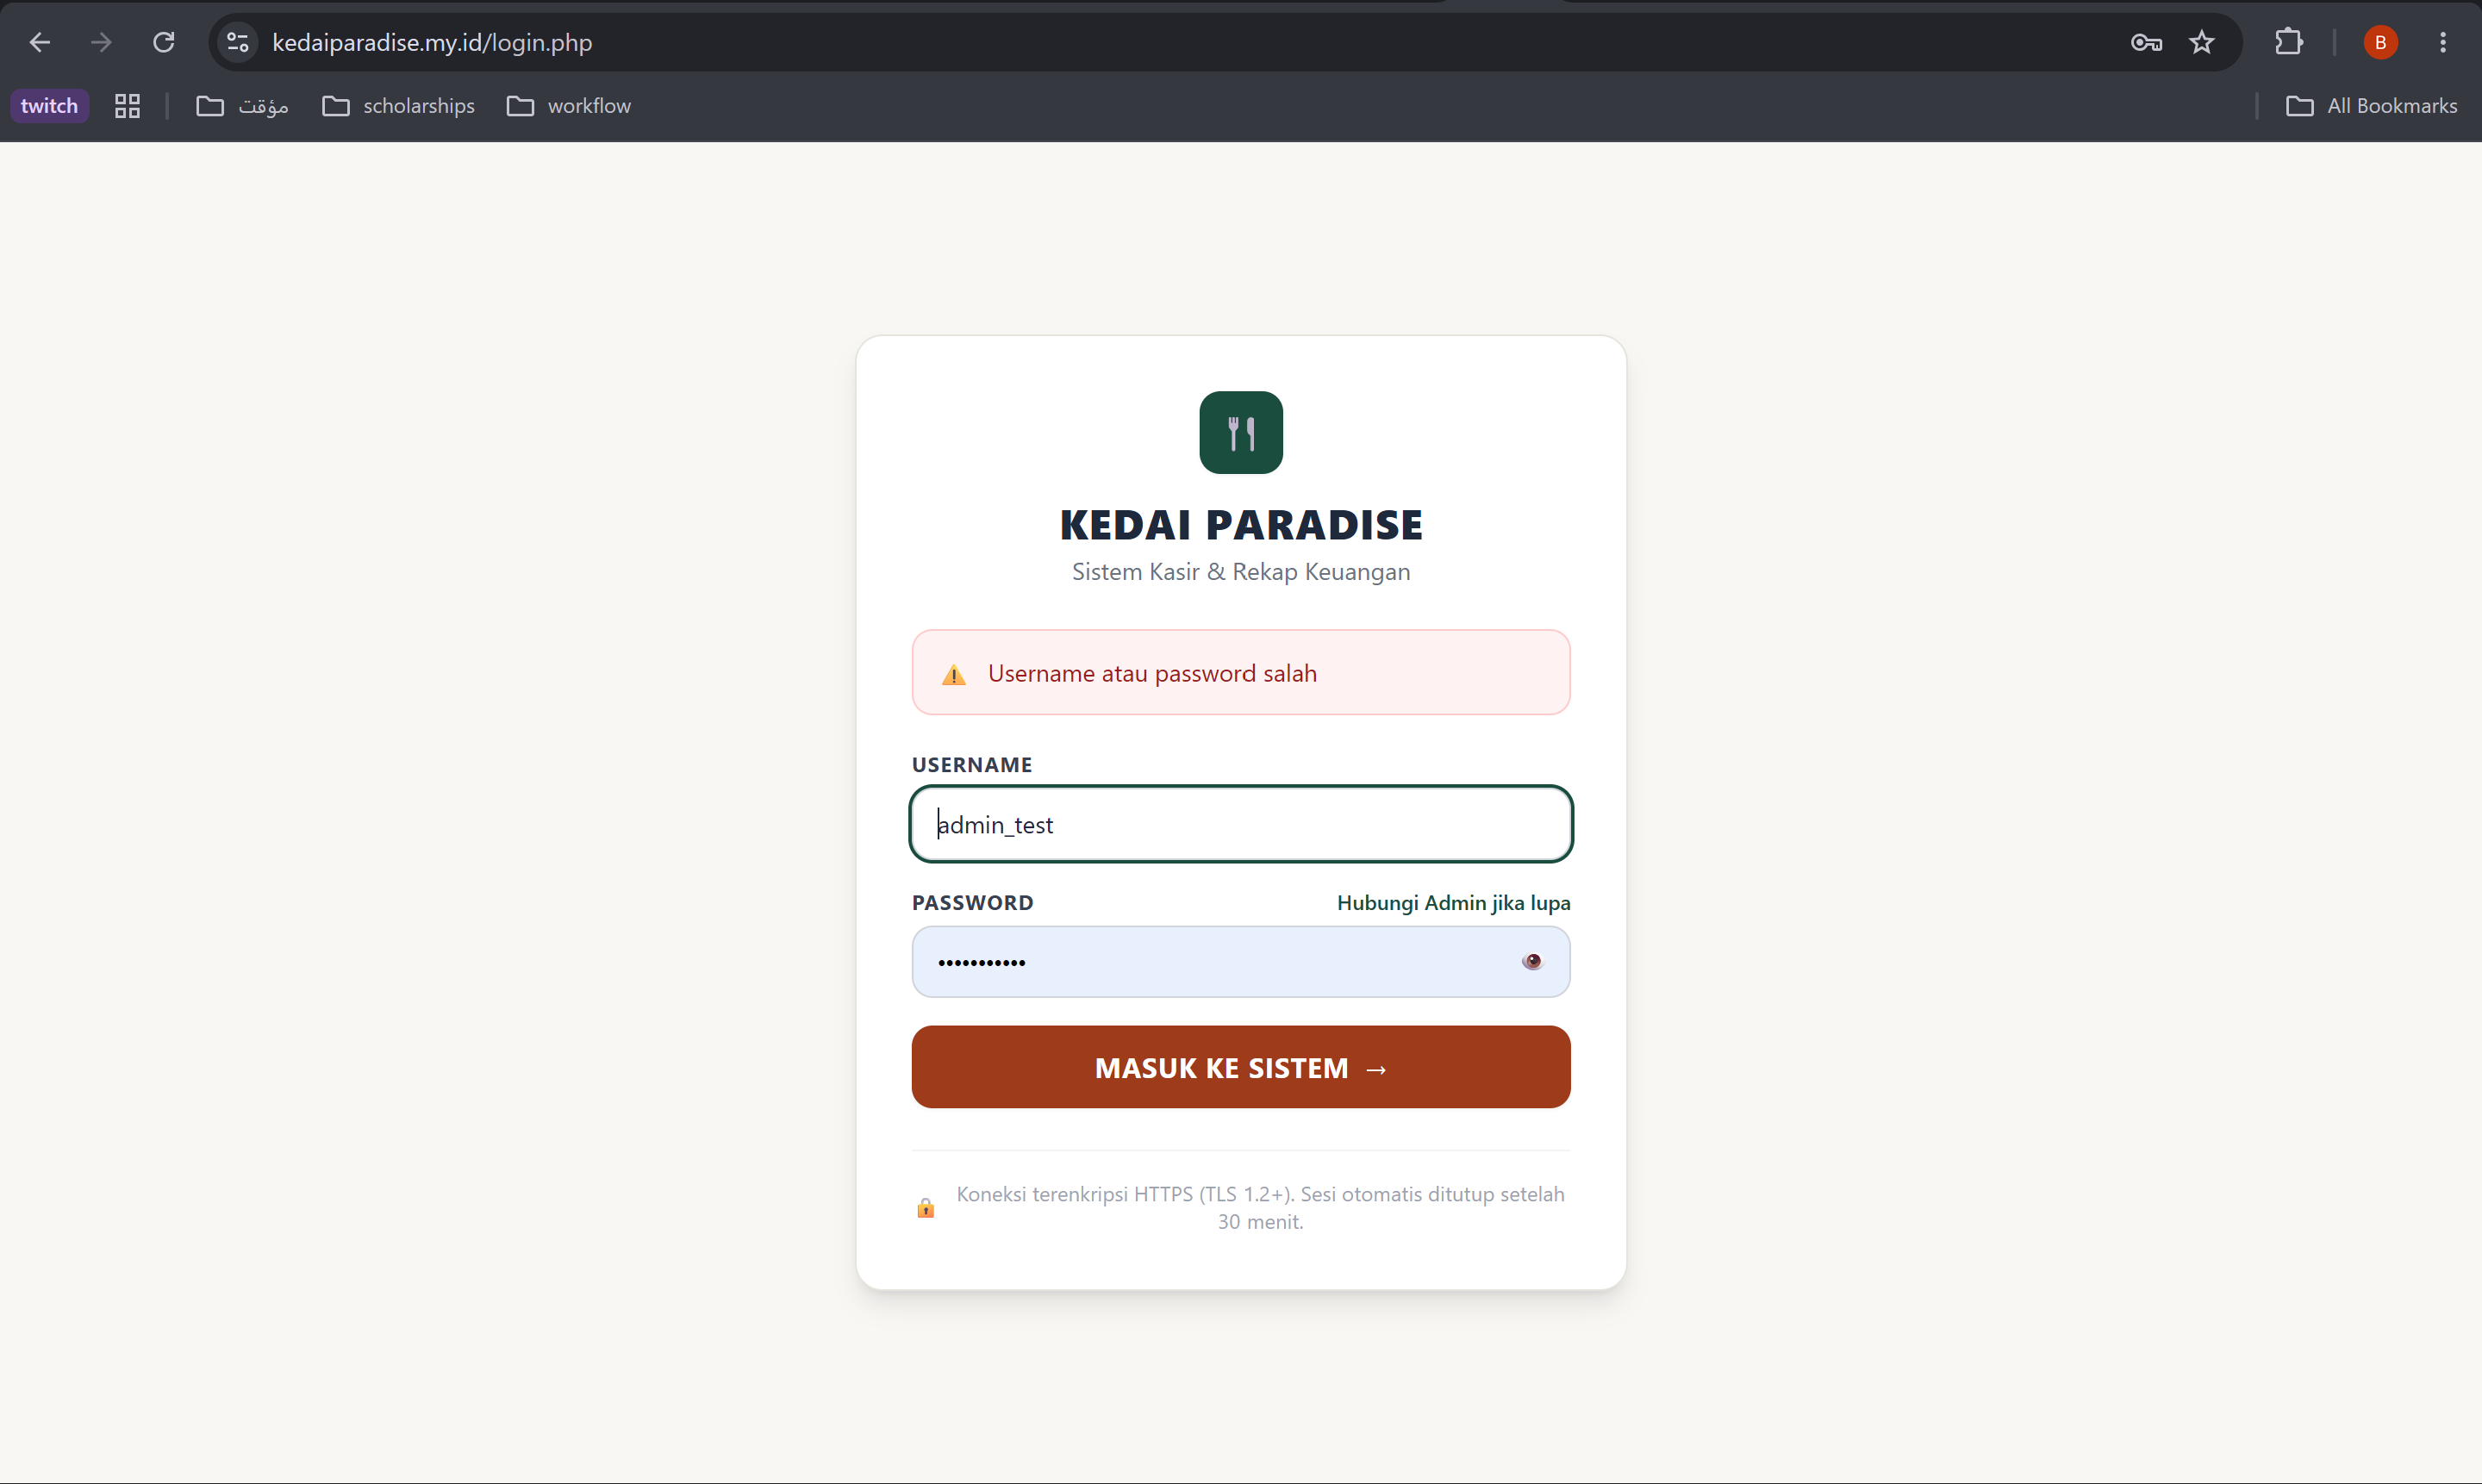 kedaiparadise.my.id/login.php
B
twitch
مؤقت
scholarships
workflow
All Bookmarks
KEDAI PARADISE
Sistem Kasir & Rekap Keuangan
Username atau password salah
USERNAME
admin_test
PASSWORD
Hubungi Admin jika lupa
•••••••••••
MASUK KE SISTEM →
Koneksi terenkripsi HTTPS (TLS 1.2+). Sesi otomatis ditutup setelah
30 menit.